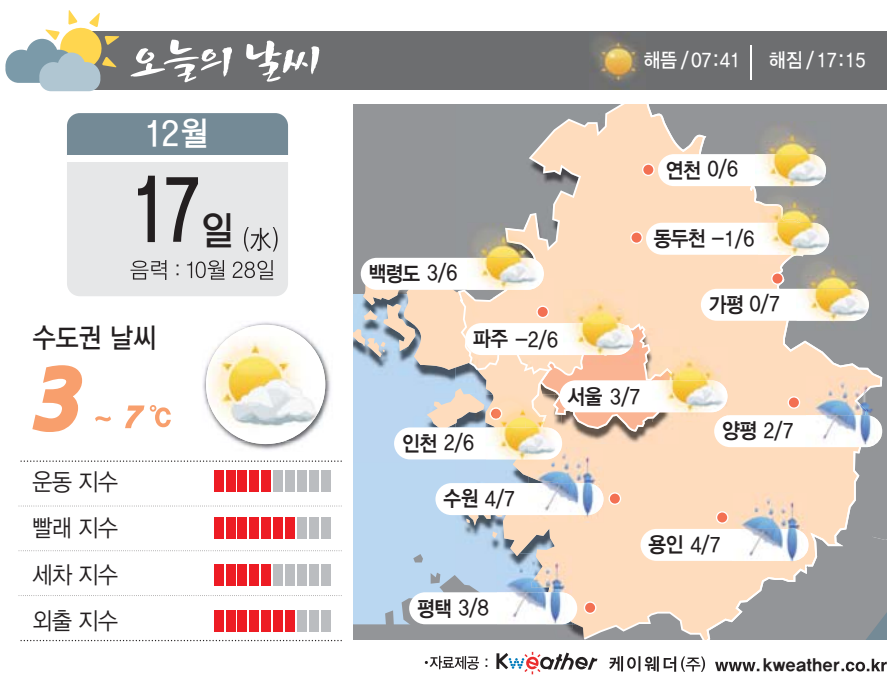 오늘의 날씨
해뜸 / 07:41 해짐 / 17:15
12월
17일 (水)
음력 : 10월 28일
수도권 날씨
3 ~ 7℃
운동 지수
빨래 지수
세차 지수
외출 지수
연천 0/6
동두천 −1/6
백령도 3/6
가평 0/7
파주 −2/6
서울 3/7
양평 2/7
인천 2/6
수원 4/7
용인 4/7
평택 3/8
·자료제공 : Kweather 케이웨더(주) www.kweather.co.kr